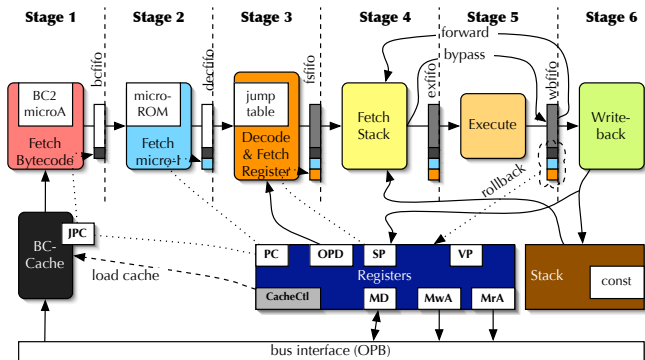 Stage 1
Stage 2
Stage 3
Stage 4
Stage 5
Stage 6
forward
bypass
bcfifo
decfifo
fsfifo
exfifo
wbfifo
BC2
microA
Fetch
Bytecode
micro-
ROM
Fetch
jump
table
Decode
& Fetch
Register
Fetch
Stack
Execute
Write-
back
rollback
BC-
Cache
JPC
load cache
PC
OPD
SP
VP
Registers
CacheCtl
MD
MwA
MrA
Stack
const
bus interface (OPB)